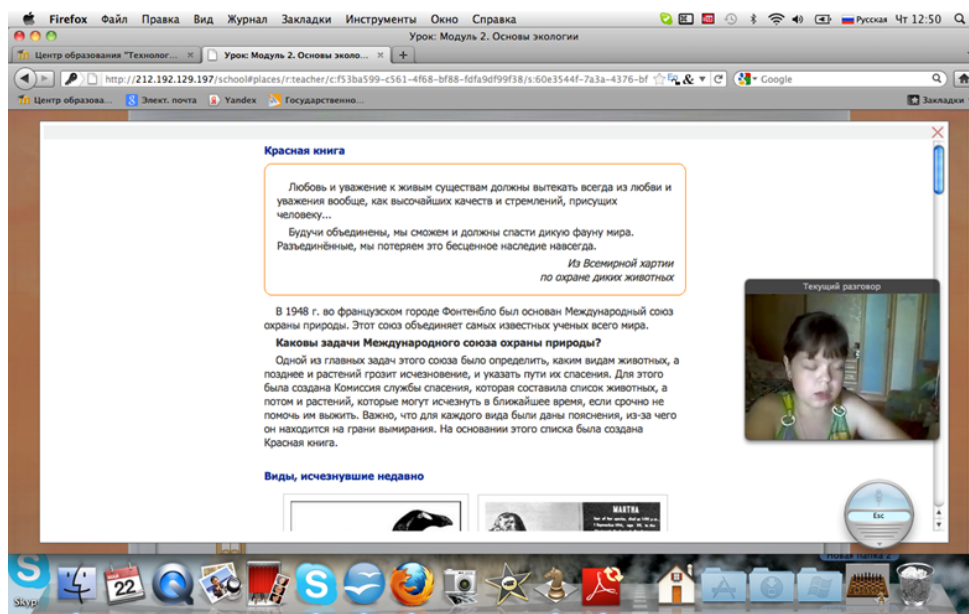 Firefox Файл Правка Вид Журнал Закладки Инструменты Окно Справка
Русская Чт 12:50
Урок: Модуль 2. Основы экологии
Центр образования "Технолог...
Урок: Модуль 2. Основы эколо...
http://212.192.129.197/school#places/r:teacher/c:f53ba599-c561-4f68-bf88-fdfa9df99f38/s:60e3544f-7a3a-4376-bf
Google
Центр образова... Элект. почта Yandex Государственно...
Закладки
Красная книга
Любовь и уважение к живым существам должны вытекать всегда из любви и
уважения вообще, как высочайших качеств и стремлений, присущих
человеку...
Будучи объединены, мы сможем и должны спасти дикую фауну мира.
Разъединённые, мы потеряем это бесценное наследие навсегда.
Из Всемирной хартии
по охране диких животных
Текущий разговор
В 1948 г. во французском городе Фонтенбло был основан Международный союз
охраны природы. Этот союз объединяет самых известных ученых всего мира.
Каковы задачи Международного союза охраны природы?
Одной из главных задач этого союза было определить, каким видам животных, а
позднее и растений грозит исчезновение, и указать пути их спасения. Для этого
была создана Комиссия службы спасения, которая составила список животных, а
потом и растений, которые могут исчезнуть в ближайшее время, если срочно не
помочь им выжить. Важно, что для каждого вида были даны пояснения, из-за чего
он находится на грани вымирания. На основании этого списка была создана
Красная книга.
Виды, исчезнувшие недавно
MARTHA
Esc
Новая папка 2
Skype
22